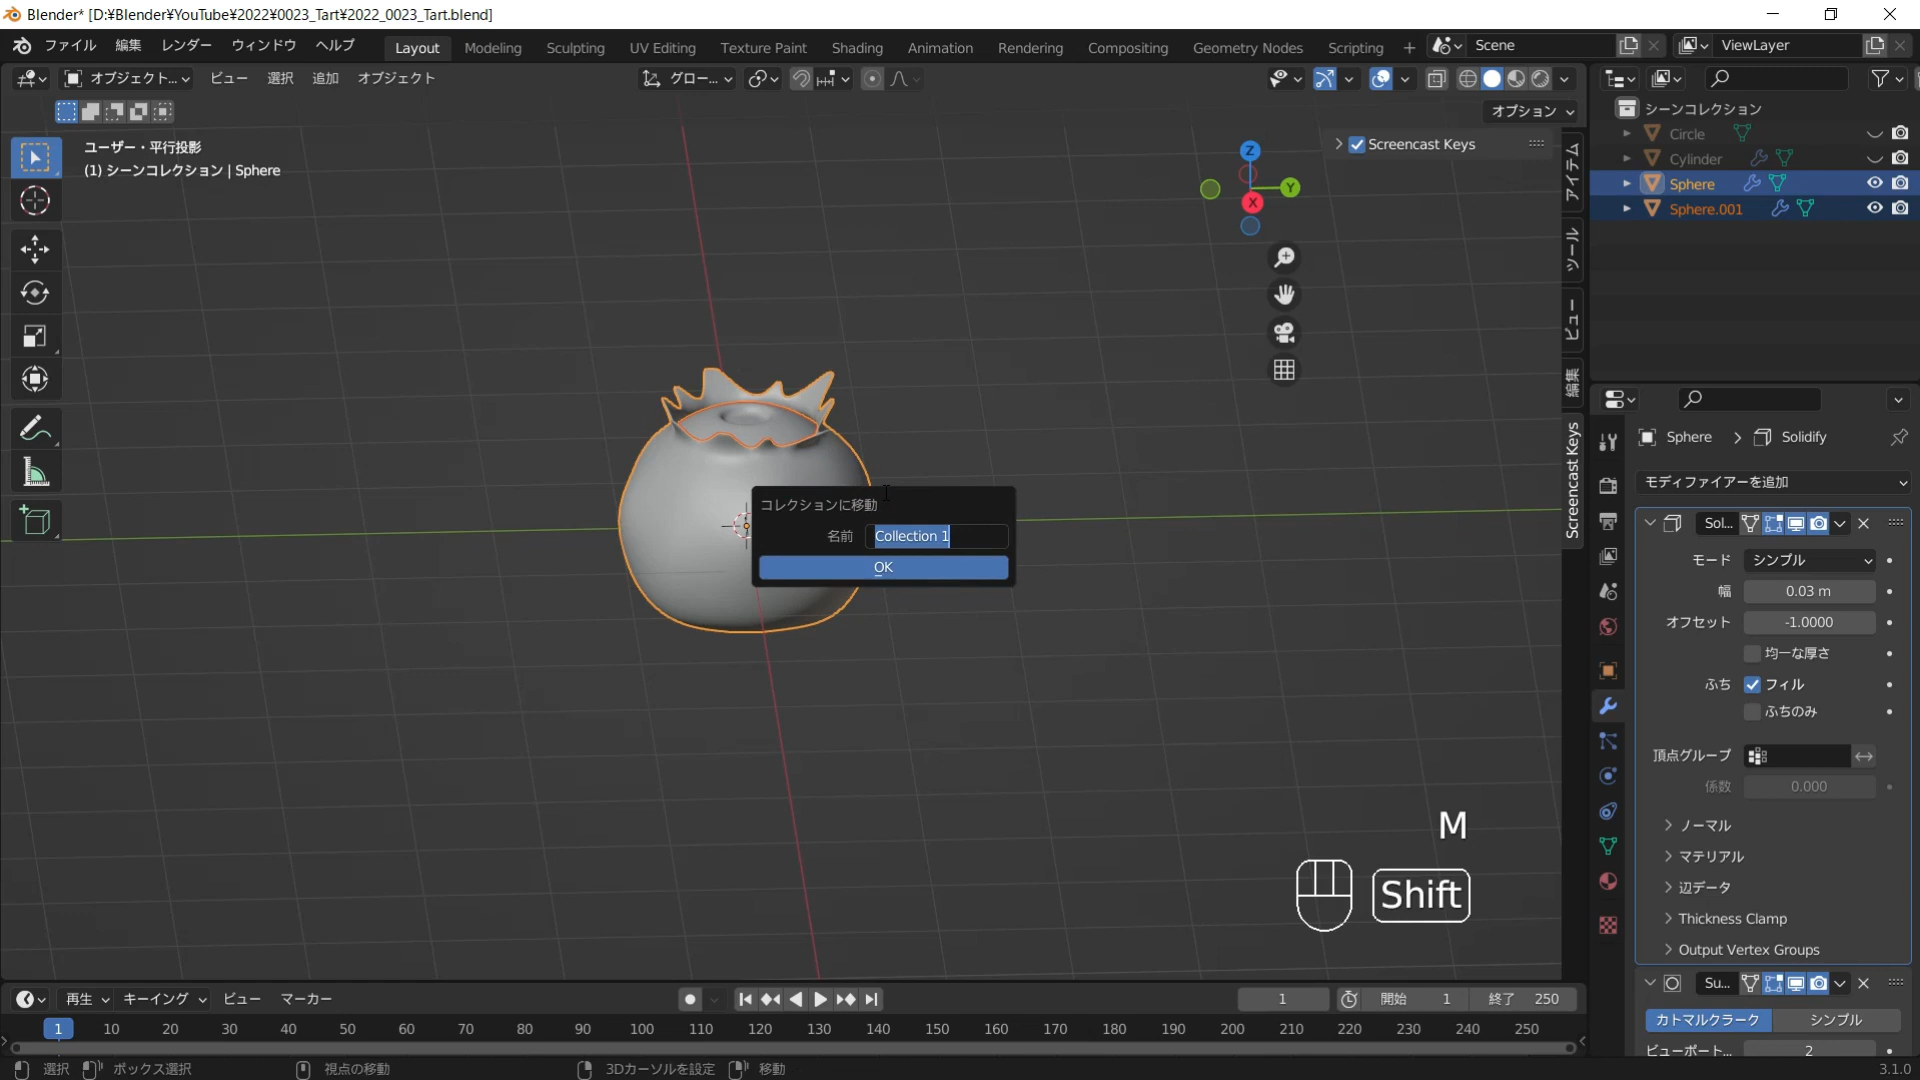 Blender* [D:¥Blender¥YouTube¥2022¥0023_Tart¥2022_0023_Tart.blend]
ファイル 編集 レンダー ウィンドウ ヘルプ Layout Modeling Sculpting UV Editing Texture Paint Shading Animation Rendering Compositing Geometry Nodes Scripting + Scene ViewLayer
オブジェクト... ビュー 選択 追加 オブジェクト グロー...
オプション
ユーザー・平行投影
(1) シーンコレクション | Sphere
Z
Y
X
Screencast Keys
アイテム
ツール
ビュー
編集
Screencast Keys
シーンコレクション
Circle
Cylinder
Sphere
Sphere.001
Sphere > Solidify
モディファイアーを追加
Sol...
モード シンプル
幅 0.03 m
オフセット -1.0000
均一な厚さ
ふち フィル
ふちのみ
頂点グループ
係数 0.000
ノーマル
マテリアル
辺データ
Thickness Clamp
Output Vertex Groups
Su...
カトマルクラーク シンプル
ビューポート... 2
コレクションに移動
名前 Collection 1
OK
M
Shift
再生 キーイング ビュー マーカー 1 開始 1 終了 250
1 10 20 30 40 50 60 70 80 90 100 110 120 130 140 150 160 170 180 190 200 210 220 230 240 250
選択 ボックス選択 視点の移動 3Dカーソルを設定 移動 3.1.0